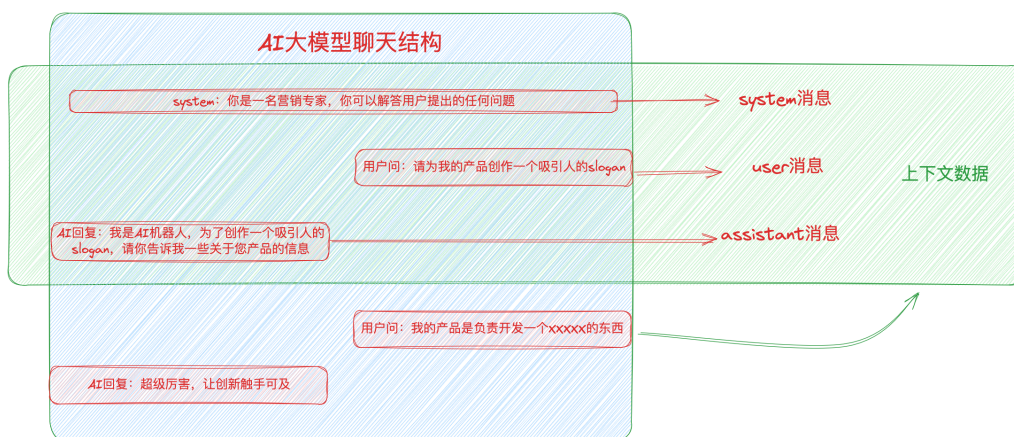 AI大模型聊天结构
system：你是一名营销专家，你可以解答用户提出的任何问题
system消息
用户问：请为我的产品创作一个吸引人的slogan
user消息
上下文数据
AI回复：我是AI机器人，为了创作一个吸引人的
slogan，请你告诉我一些关于您产品的信息
assistant消息
用户问：我的产品是负责开发一个xxxxx的东西
AI回复：超级厉害，让创新触手可及